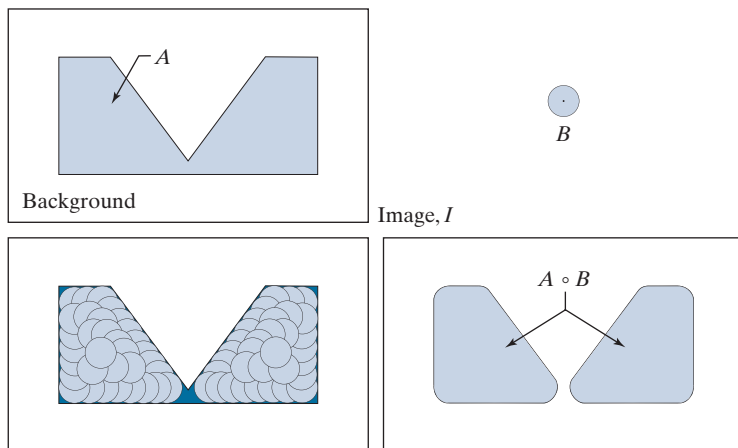 A
B
Background
Image, I
A ∘ B